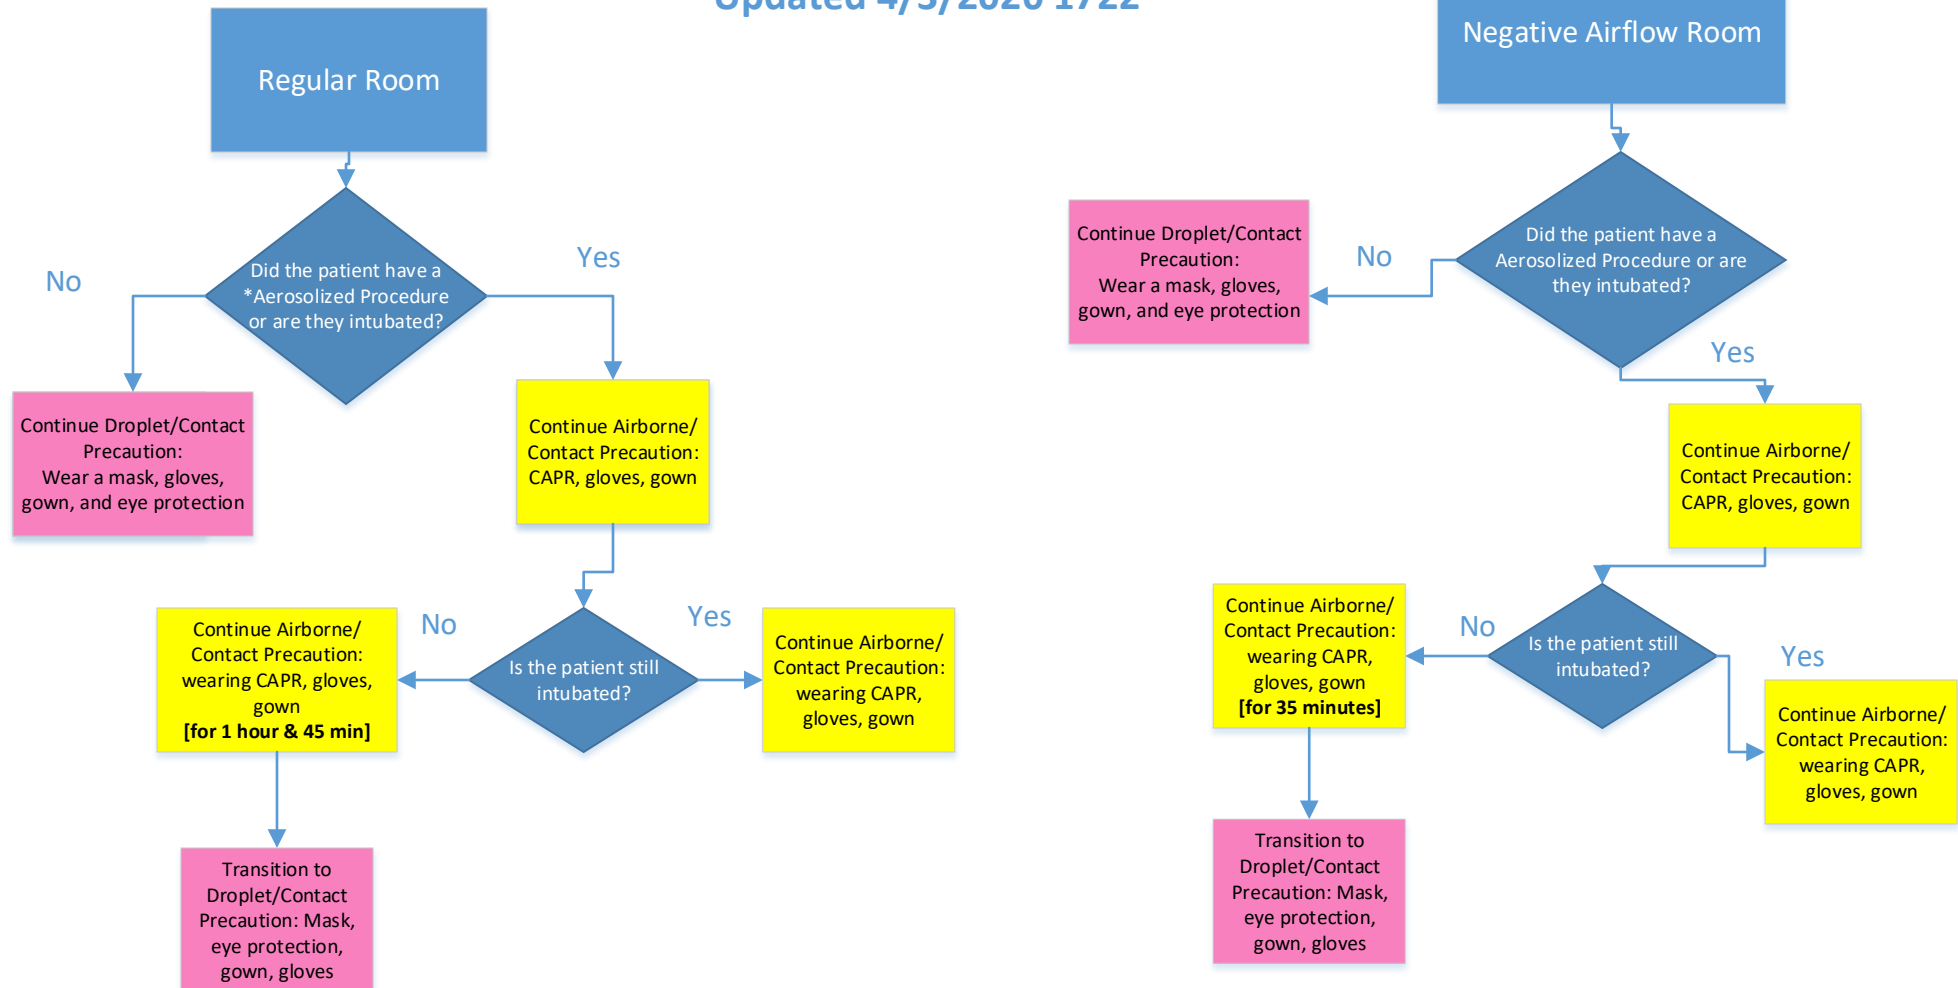 Updated 4/3/2020 1722
Regular Room
Did the patient have a
*Aerosolized Procedure
or are they intubated?
No
Yes
Continue Droplet/Contact
Precaution:
Wear a mask, gloves,
gown, and eye protection
Continue Airborne/
Contact Precaution:
CAPR, gloves, gown
Is the patient still
intubated?
No
Yes
Continue Airborne/
Contact Precaution:
wearing CAPR, gloves,
gown
[for 1 hour & 45 min]
Continue Airborne/
Contact Precaution:
wearing CAPR,
gloves, gown
Transition to
Droplet/Contact
Precaution: Mask,
eye protection,
gown, gloves
Negative Airflow Room
Did the patient have a
Aerosolized Procedure or are
they intubated?
No
Yes
Continue Droplet/Contact
Precaution:
Wear a mask, gloves,
gown, and eye protection
Continue Airborne/
Contact Precaution:
CAPR, gloves, gown
Is the patient still
intubated?
No
Yes
Continue Airborne/
Contact Precaution:
wearing CAPR,
gloves, gown
[for 35 minutes]
Continue Airborne/
Contact Precaution:
wearing CAPR,
gloves, gown
Transition to
Droplet/Contact
Precaution: Mask,
eye protection,
gown, gloves